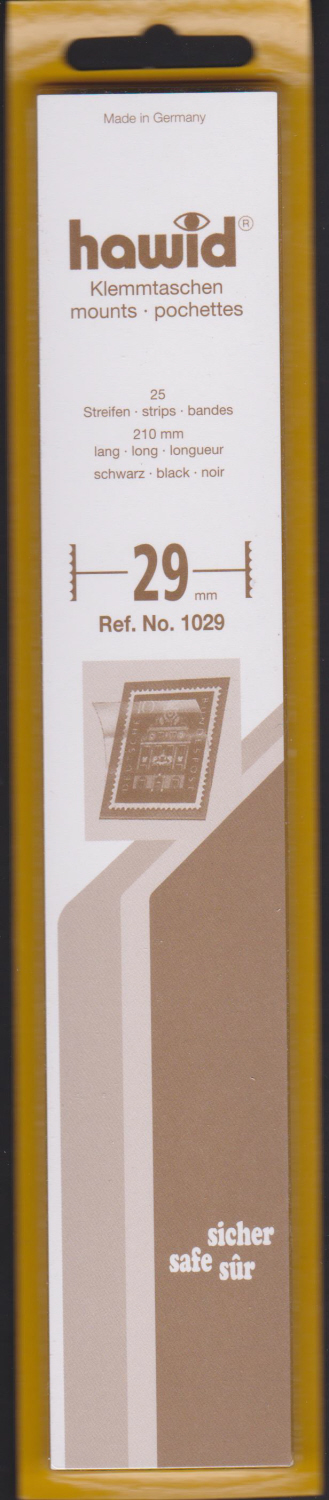 Made in Germany
hawid®
Klemmtaschen
mounts · pochettes
25
Streifen · strips · bandes
210 mm
lang · long · longueur
schwarz · black · noir
29 mm
Ref. No. 1029
sicher
safe sûr